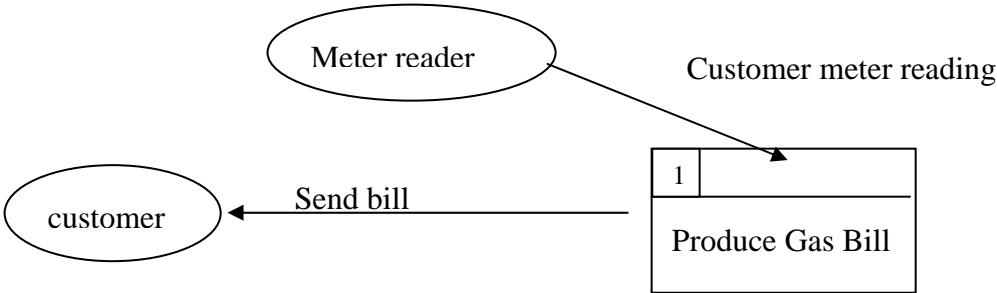 Meter reader
Customer meter reading
1
Send bill
customer
Produce Gas Bill